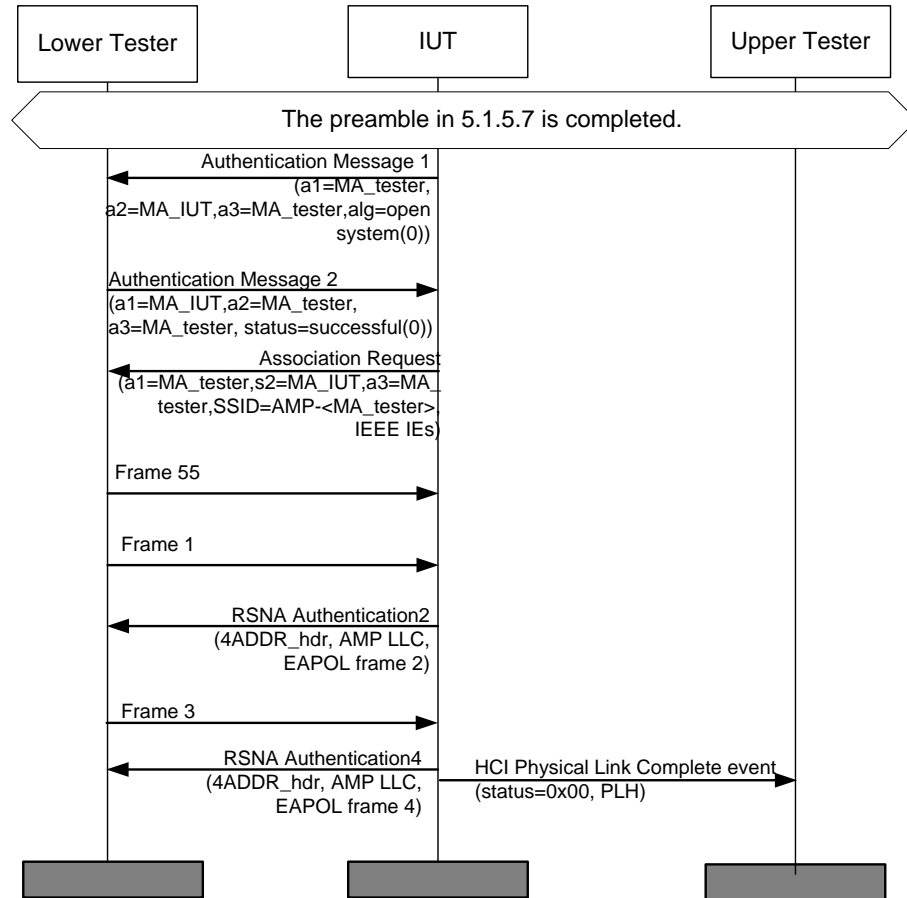 Lower Tester
IUT
Upper Tester
The preamble in 5.1.5.7 is completed.
Authentication Message 1
(a1=MA_tester,
a2=MA_IUT,a3=MA_tester,alg=open
system(0))
Authentication Message 2
(a1=MA_IUT,a2=MA_tester,
a3=MA_tester, status=successful(0))
Association Request
(a1=MA_tester,s2=MA_IUT,a3=MA_
tester,SSID=AMP-<MA_tester>,
IEEE IEs)
Frame 55
Frame 1
RSNA Authentication2
(4ADDR_hdr, AMP LLC,
EAPOL frame 2)
Frame 3
RSNA Authentication4
(4ADDR_hdr, AMP LLC,
EAPOL frame 4)
HCI Physical Link Complete event
(status=0x00, PLH)